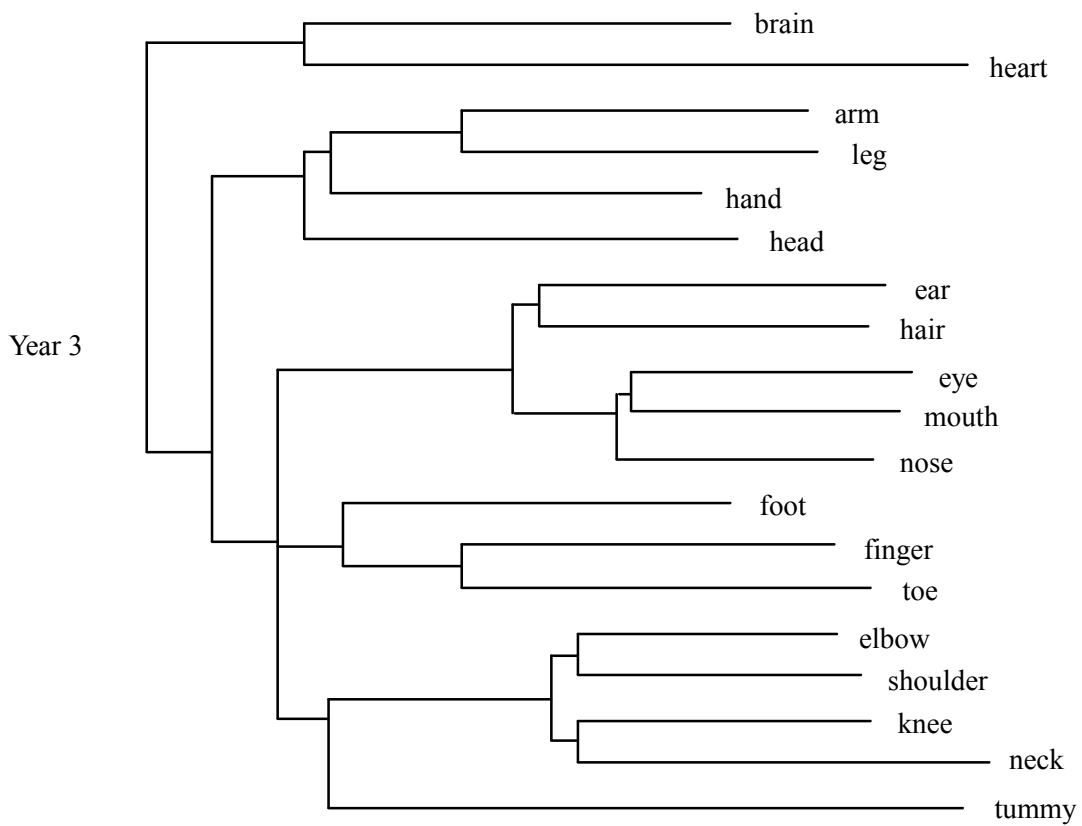 brain
heart
arm
leg
hand
head
ear
hair
Year 3
eye
mouth
nose
foot
finger
toe
elbow
shoulder
knee
neck
tummy